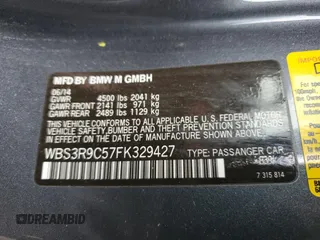 MFD BY BMW M GMBH
06/14
GVWR 4500 lbs 2041 kg
GAWR FRONT 2141 lbs 971 kg
GAWR REAR 2489 lbs 1129 kg
THIS VEHICLE CONFORMS TO ALL APPLICABLE
FEDERAL MOTOR VEHICLE SAFETY, BUMPER,
AND THEFT PREVENTION STANDARDS IN
EFFECT ON THE DATE OF MANUFACTURE
SHOWN ABOVE.
WBS3R9C57FK329427 TYPE: PASSENGER CAR
7 315 814
DREAMBID